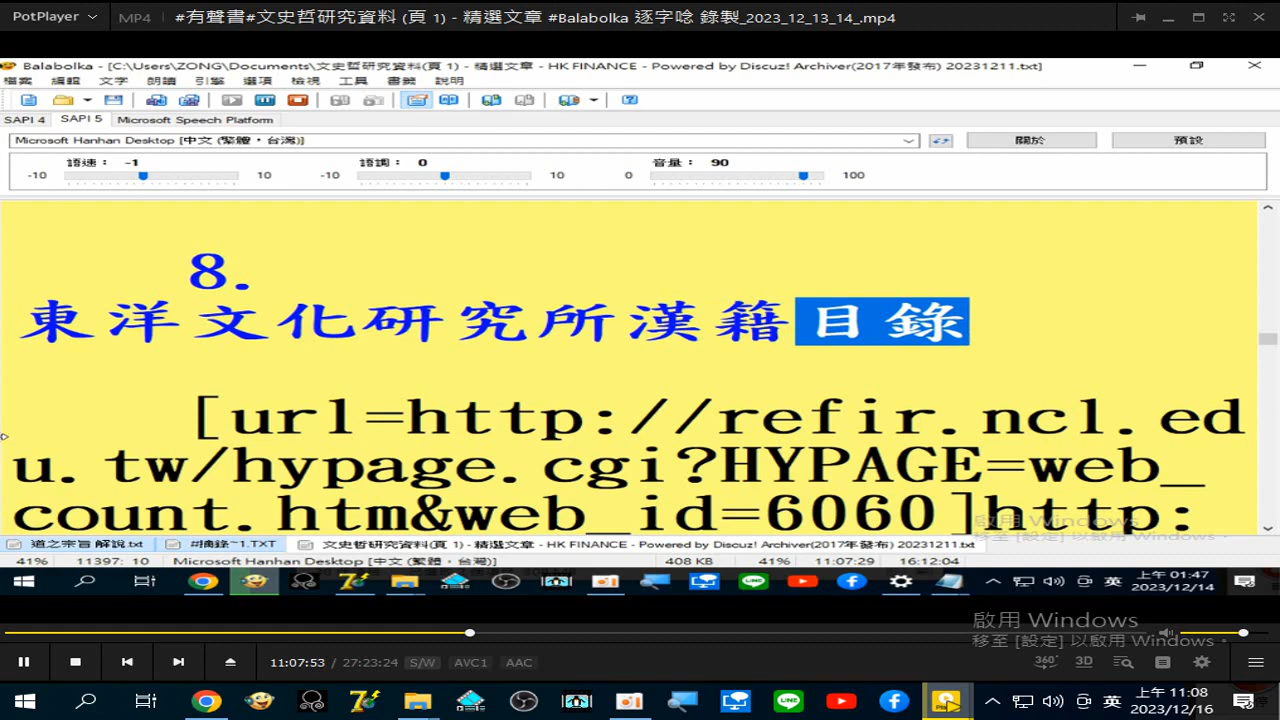 PotPlayer MP4 #有聲書#文史哲研究資料 (頁 1) - 精選文章 #Balabolka 逐字唸 錄製_2023_12_13_14_.mp4
Balabolka - [C:\Users\ZONG\Documents\文史哲研究資料(頁 1) - 精選文章 - HK FINANCE - Powered by Discuz! Archiver(2017年發布) 20231211.txt]
檔案 編輯 文字 朗讀 引擎 選項 檢視 工具 書籤 說明
SAPI 4 SAPI 5 Microsoft Speech Platform
Microsoft Hanhan Desktop [中文 (繁體，台灣)] 關於 預設
語速： -1 語調： 0 音量： 90
-10 10 -10 10 0 100
8.
東洋文化研究所漢籍目錄
[url=http://refir.ncl.ed
u.tw/hypage.cgi?HYPAGE=web_
count.htm&web_id=6060]http:
啟用 Windows
移至 [設定] 以啟用 Windows。
道之宗旨 解說.txt #摘錄~1.TXT 文史哲研究資料(頁 1) - 精選文章 - HK FINANCE - Powered by Discuz! Archiver(2017年發布) 20231211.txt
41% 11397: 10 Microsoft Hanhan Desktop [中文 (繁體，台灣)] 408 KB 41% 11:07:29 16:12:04
英 上午 01:47
2023/12/14
啟用 Windows
移至 [設定] 以啟用 Windows。
11:07:53 / 27:23:24 S/W AVC1 AAC 360° 3D
英 上午 11:08
2023/12/16